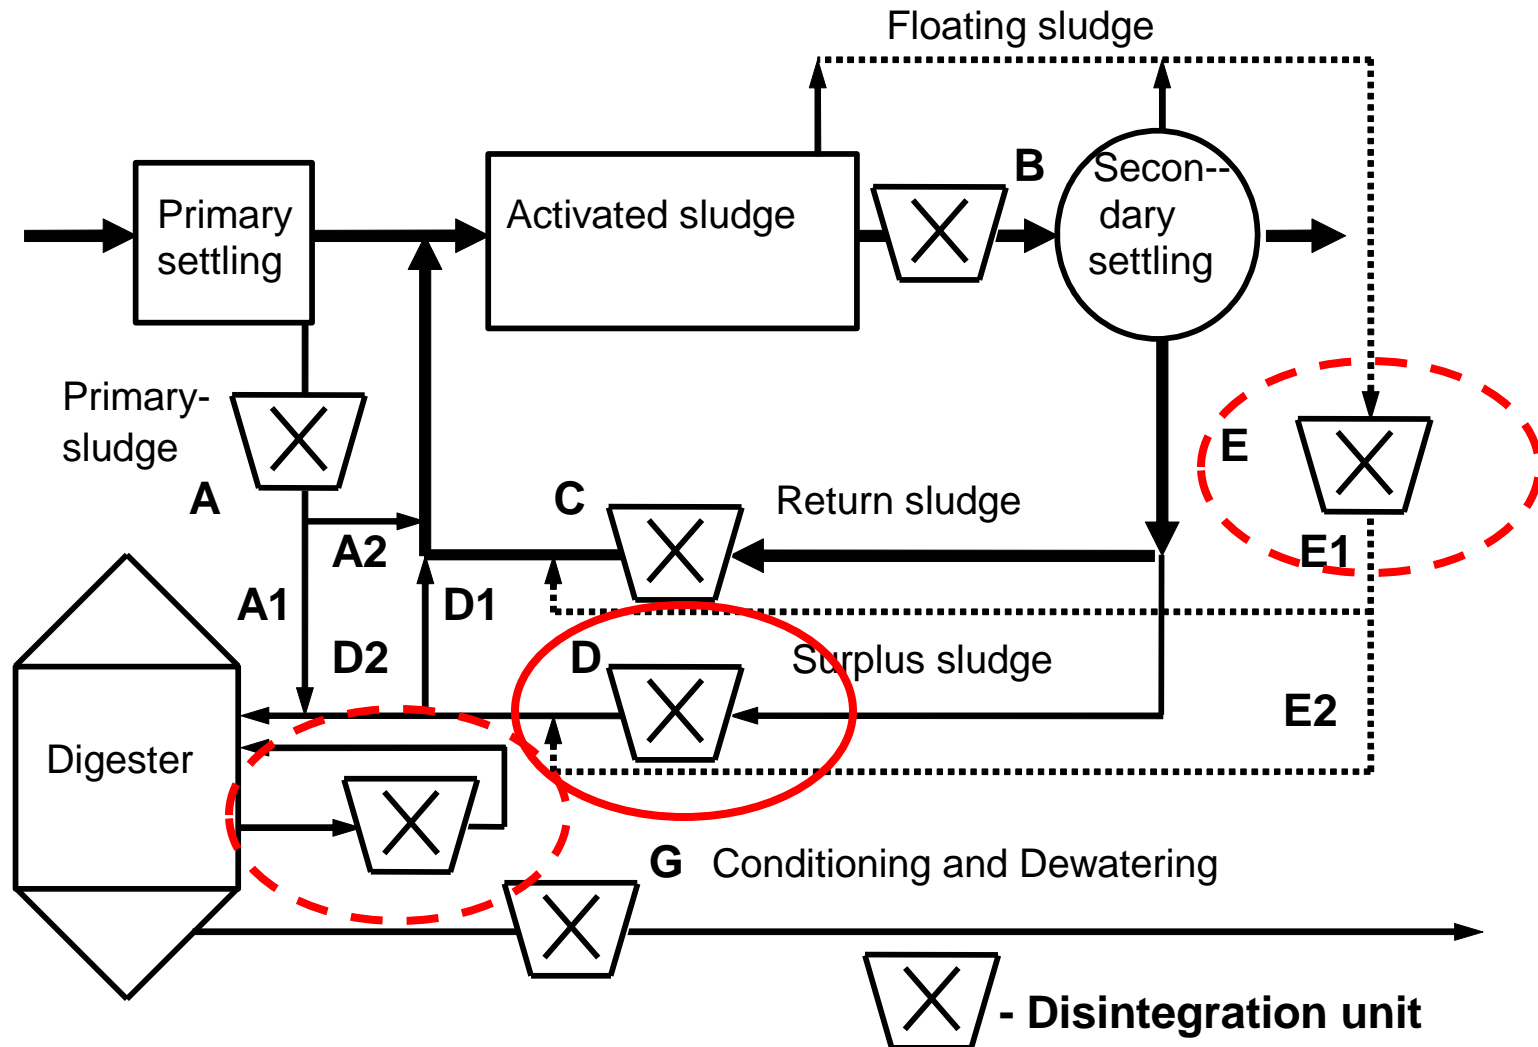 Floating sludge
B
Secon--
dary
settling
Primary
settling
Activated sludge
Primary-
sludge
A
E
C
Return sludge
A2
E1
A1
D1
D2
D
Surplus sludge
E2
Digester
G
Conditioning and Dewatering
- Disintegration unit